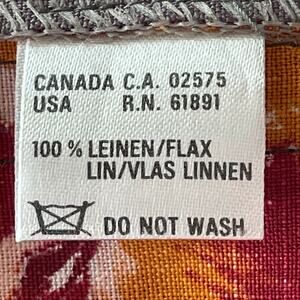 CANADA C.A. 02575
USA R.N. 61891
100 % LEINEN/FLAX
LIN/VLAS LINNEN
DO NOT WASH